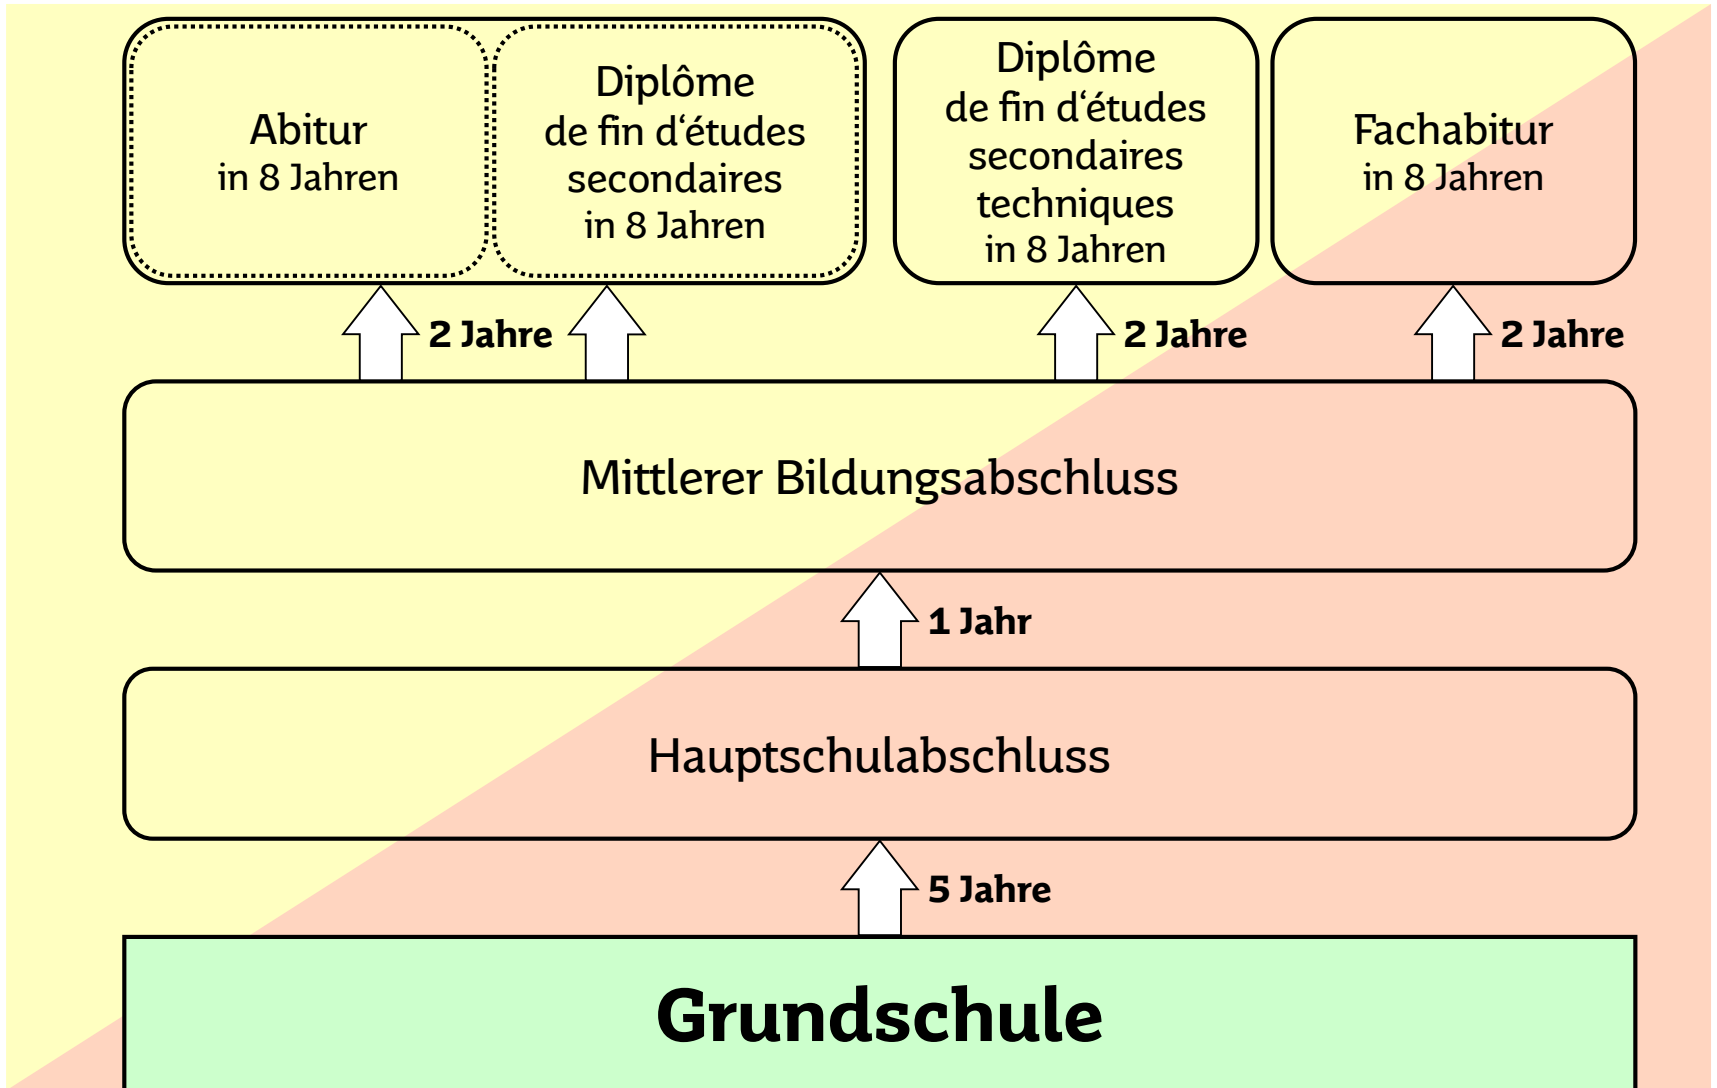 Abitur
in 8 Jahren
Diplôme
de fin d‘études
secondaires
in 8 Jahren
Diplôme
de fin d‘études
secondaires
techniques
in 8 Jahren
Fachabitur
in 8 Jahren
2 Jahre
2 Jahre
2 Jahre
Mittlerer Bildungsabschluss
1 Jahr
Hauptschulabschluss
5 Jahre
Grundschule